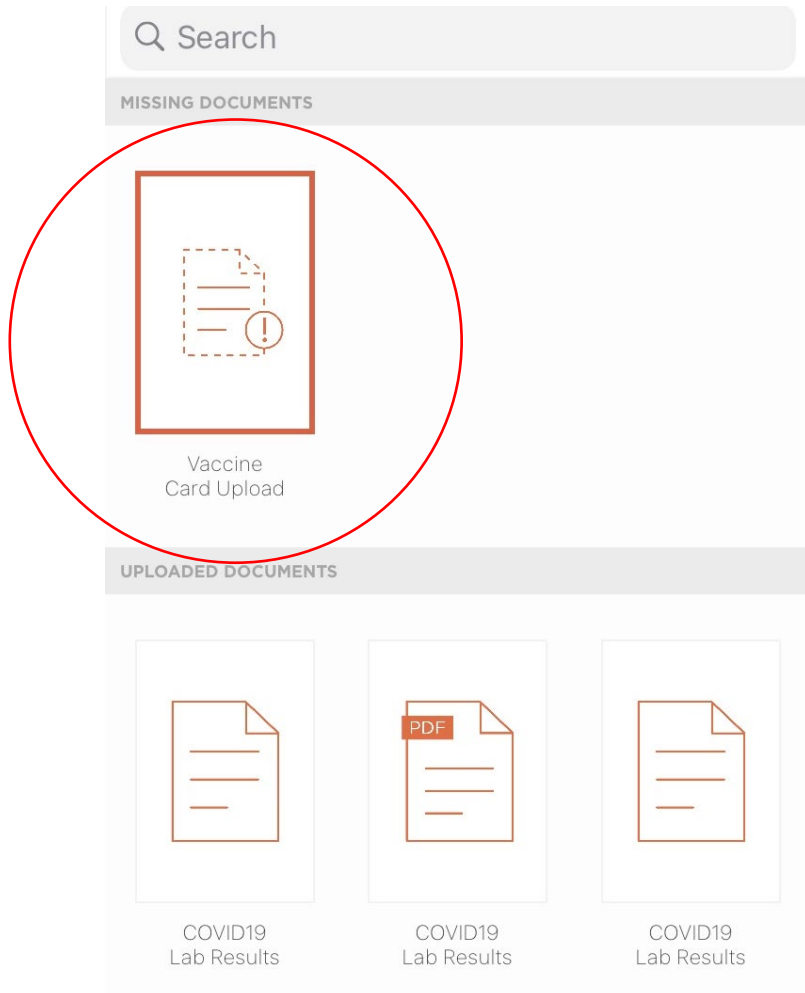 Search
MISSING DOCUMENTS
!
Vaccine
Card Upload
UPLOADED DOCUMENTS
PDF
COVID19
Lab Results
COVID19
Lab Results
COVID19
Lab Results